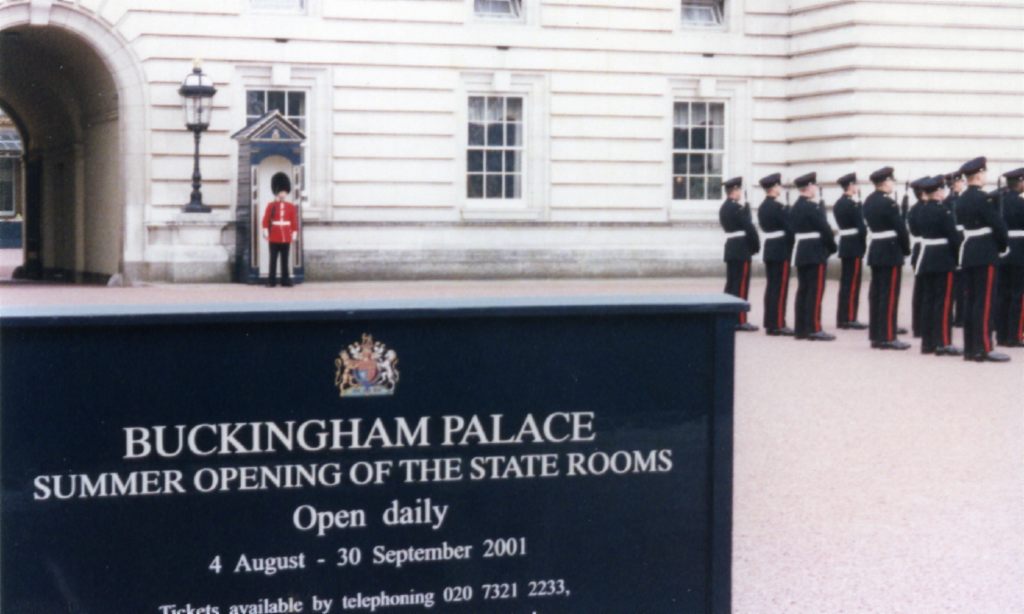 BUCKINGHAM PALACE
SUMMER OPENING OF THE STATE ROOMS
Open daily
4 August - 30 September 2001
Tickets available by telephoning 020 7321 2233,